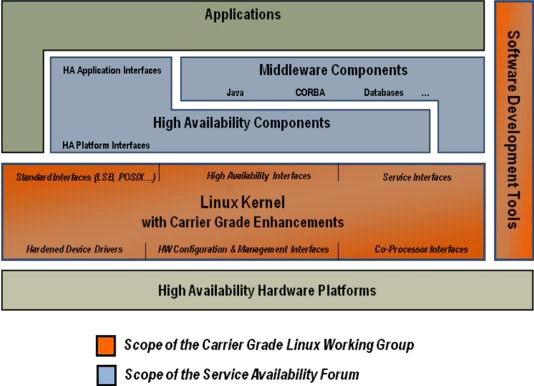 Applications
HA Application Interfaces
Middleware Components
Java CORBA Databases ...
High Availability Components
HA Platform Interfaces
Standard Interfaces (LSB, POSIX...) High Availability Interfaces Service Interfaces
Linux Kernel
with Carrier Grade Enhancements
Hardened Device Drivers HW Configuration & Management Interfaces Co-Processor Interfaces
High Availability Hardware Platforms
Software Development Tools
Scope of the Carrier Grade Linux Working Group
Scope of the Service Availability Forum